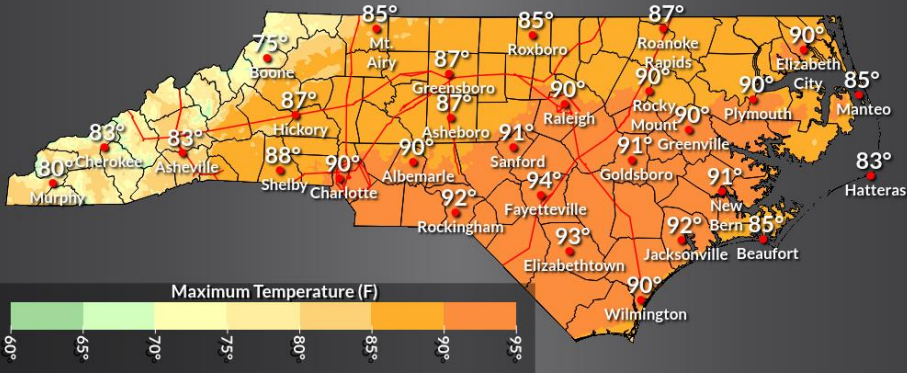 85°
Mt.
Airy
85°
Roxboro
87°
Roanoke
Rapids
90°
Elizabeth
City
75°
Boone
87°
Greensboro
90°
Raleigh
90°
Rocky
Mount
90°
Plymouth
85°
Manteo
87°
Hickory
87°
Asheboro
90°
Greenville
83°
Cherokee
83°
Asheville
91°
Sanford
91°
Goldsboro
80°
Murphy
88°
Shelby
90°
Charlotte
90°
Albemarle
94°
Fayetteville
91°
New
Bern
83°
Hatteras
92°
Rockingham
92°
Jacksonville
85°
Beaufort
93°
Elizabethtown
90°
Wilmington
Maximum Temperature (F)
60°
65°
70°
75°
80°
85°
90°
95°